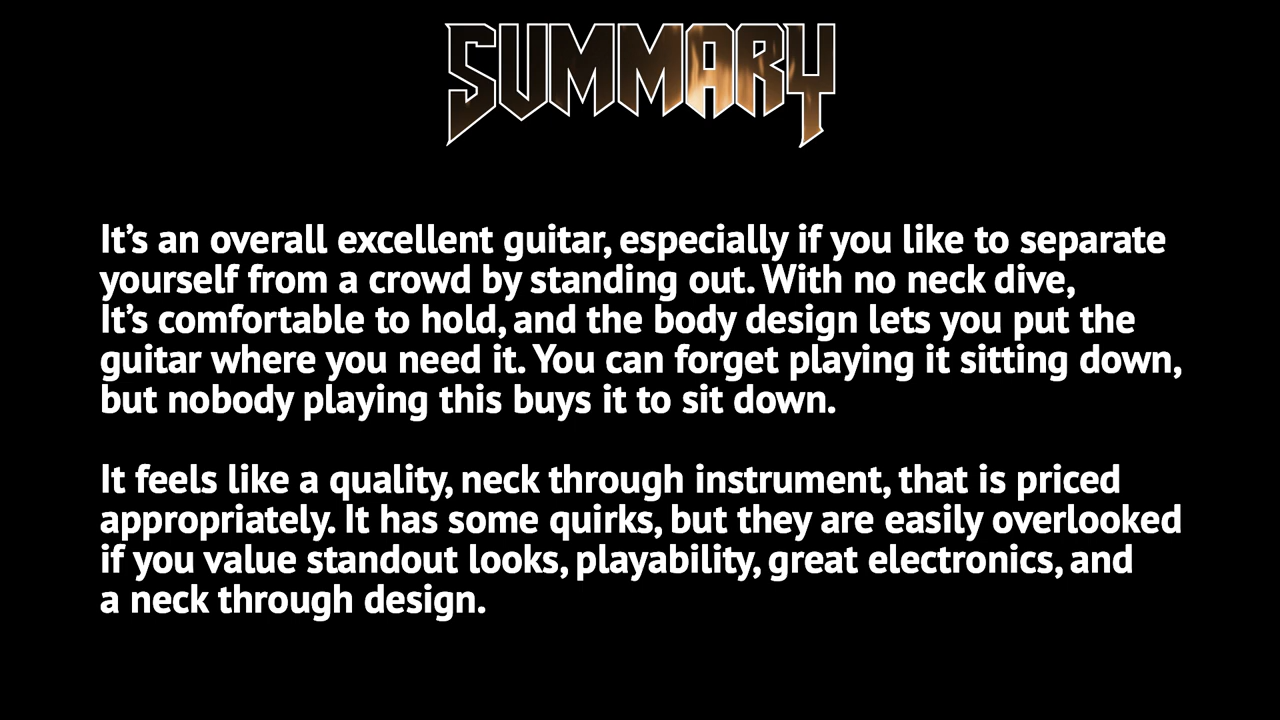 SUMMARY
It’s an overall excellent guitar, especially if you like to separate
yourself from a crowd by standing out. With no neck dive,
It’s comfortable to hold, and the body design lets you put the
guitar where you need it. You can forget playing it sitting down,
but nobody playing this buys it to sit down.
It feels like a quality, neck through instrument, that is priced
appropriately. It has some quirks, but they are easily overlooked
if you value standout looks, playability, great electronics, and
a neck through design.